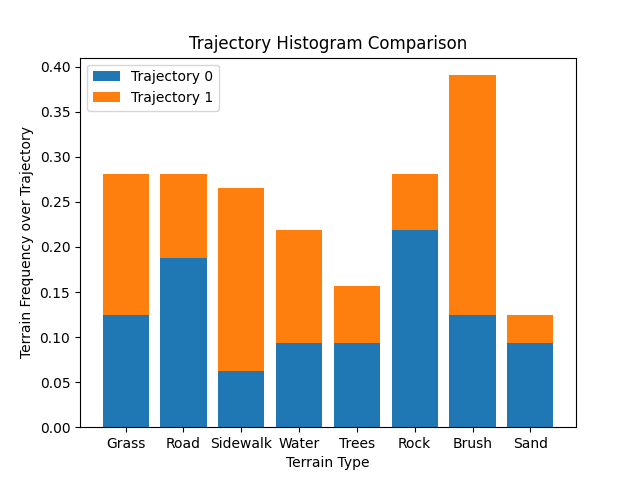 Trajectory Histogram Comparison
Trajectory 0
Trajectory 1
Terrain Frequency over Trajectory
0.40
0.35
0.30
0.25
0.20
0.15
0.10
0.05
0.00
Grass Road Sidewalk Water Trees Rock Brush Sand
Terrain Type